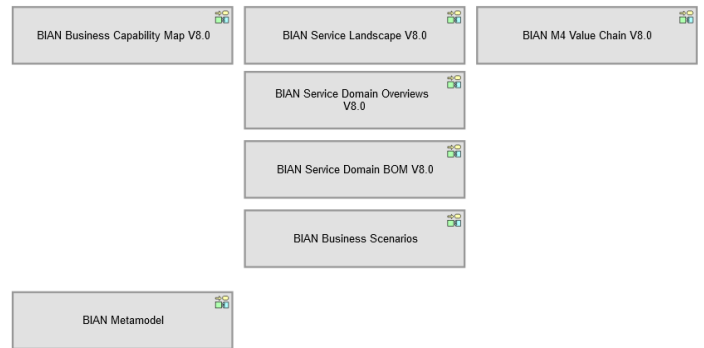 BIAN Business Capability Map V8.0
BIAN Service Landscape V8.0
BIAN M4 Value Chain V8.0
BIAN Service Domain Overviews
V8.0
BIAN Service Domain BOM V8.0
BIAN Business Scenarios
BIAN Metamodel